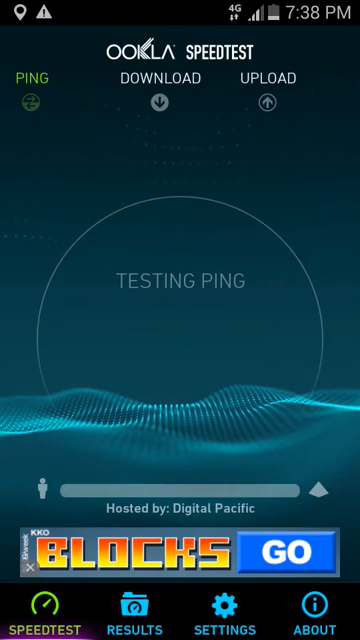 4G 7:38 PM
OOKLA SPEEDTEST
PING DOWNLOAD UPLOAD
TESTING PING
Hosted by: Digital Pacific
KKO
BLOCKS GO
SPEEDTEST RESULTS SETTINGS ABOUT